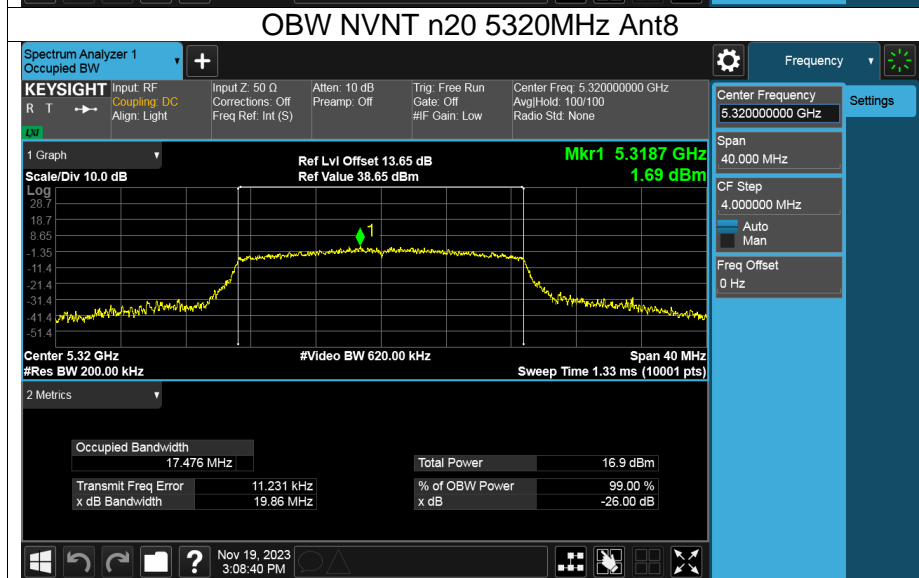 OBW NVNT n20 5320MHz Ant8
Spectrum Analyzer 1
Occupied BW
+
Frequency
KEYSIGHT
R T
LXI
Input: RF
Coupling: DC
Align: Light
Input Z: 50 Ω
Corrections: Off
Freq Ref: Int (S)
Atten: 10 dB
Preamp: Off
Trig: Free Run
Gate: Off
#IF Gain: Low
Center Freq: 5.320000000 GHz
Avg|Hold: 100/100
Radio Std: None
Center Frequency
5.320000000 GHz
Settings
Span
40.000 MHz
CF Step
4.000000 MHz
Auto
Man
Freq Offset
0 Hz
1 Graph
Scale/Div 10.0 dB
Ref Lvl Offset 13.65 dB
Ref Value 38.65 dBm
Mkr1 5.3187 GHz
1.69 dBm
Log
28.7
18.7
8.65
-1.35
-11.4
-21.4
-31.4
-41.4
-51.4
1
Center 5.32 GHz
#Video BW 620.00 kHz
Span 40 MHz
#Res BW 200.00 kHz
Sweep Time 1.33 ms (10001 pts)
2 Metrics
Occupied Bandwidth
17.476 MHz
Transmit Freq Error 11.231 kHz
x dB Bandwidth 19.86 MHz
Total Power 16.9 dBm
% of OBW Power 99.00 %
x dB -26.00 dB
?
Nov 19, 2023
3:08:40 PM